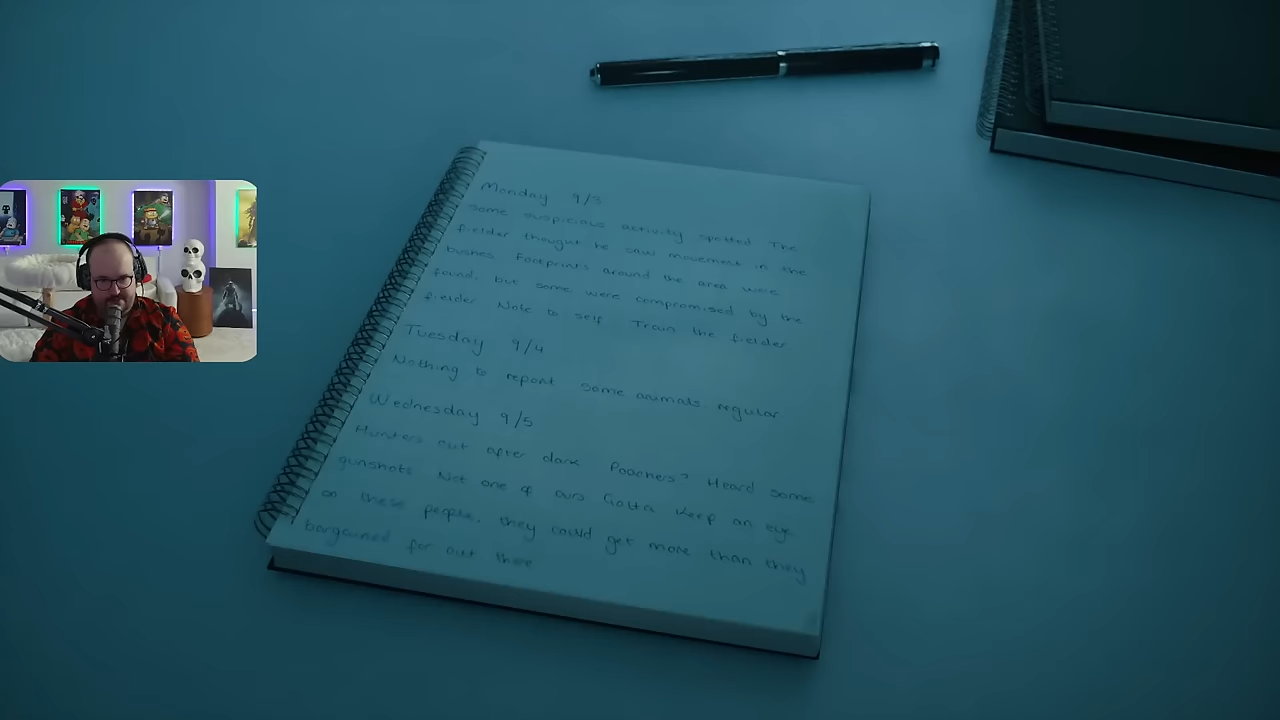 Monday 9/3
some suspicious activity spotted The
fielder thought he saw movement in the
bushes. Footprints around the area were
found, but some were compromised by the
fielder. Note to self. Train the fielder
Tuesday 9/4
Nothing to report some animals. regular
Wednesday 9/5
Hunters out after dark Poachers? Heard some
gunshots. Not one of ours Gotta keep an eye
on these people, they could get more than they
bargained for out there